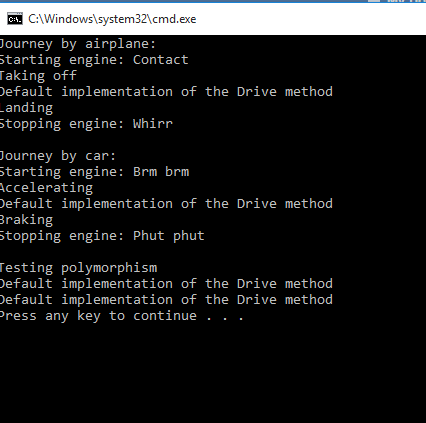 C:\Windows\system32\cmd.exe
Journey by airplane:
Starting engine: Contact
Taking off
Default implementation of the Drive method
Landing
Stopping engine: Whirr
Journey by car:
Starting engine: Brm brm
Accelerating
Default implementation of the Drive method
Braking
Stopping engine: Phut phut
Testing polymorphism
Default implementation of the Drive method
Default implementation of the Drive method
Press any key to continue . . .